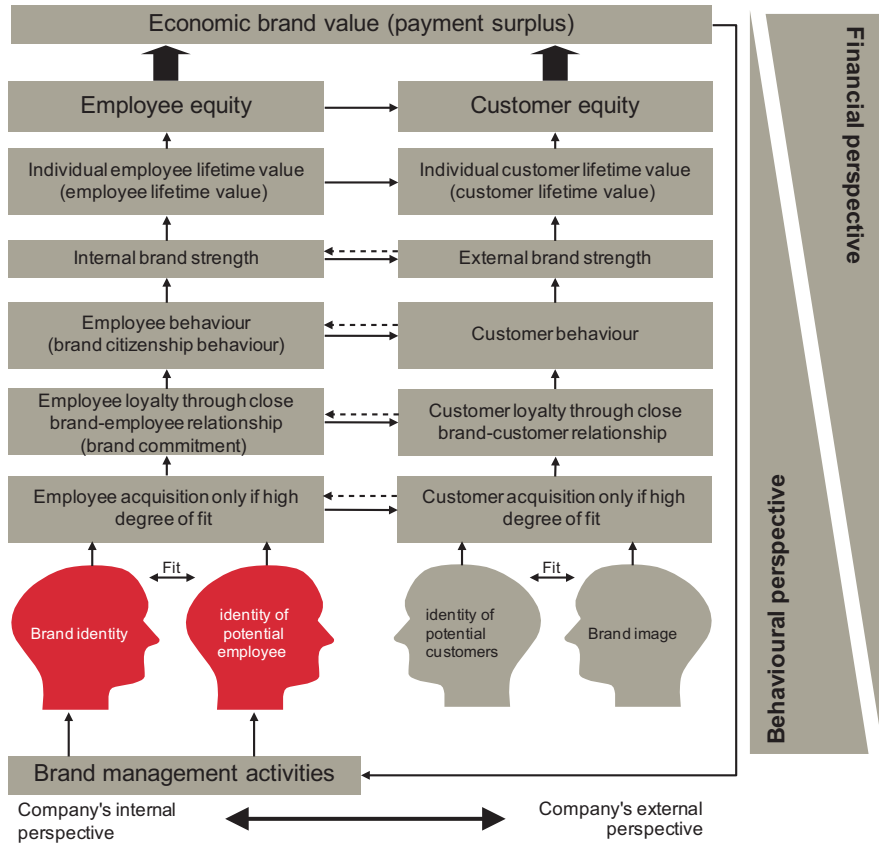 Economic brand value (payment surplus)
Employee equity
Customer equity
Individual employee lifetime value
(employee lifetime value)
Individual customer lifetime value
(customer lifetime value)
Internal brand strength
External brand strength
Employee behaviour
(brand citizenship behaviour)
Customer behaviour
Employee loyalty through close
brand-employee relationship
(brand commitment)
Customer loyalty through close
brand-customer relationship
Employee acquisition only if high
degree of fit
Customer acquisition only if high
degree of fit
Fit
Fit
Brand identity
identity of
potential
employee
identity of
potential
customers
Brand image
Brand management activities
Company's internal
perspective
Company's external
perspective
Financial perspective
Behavioural perspective